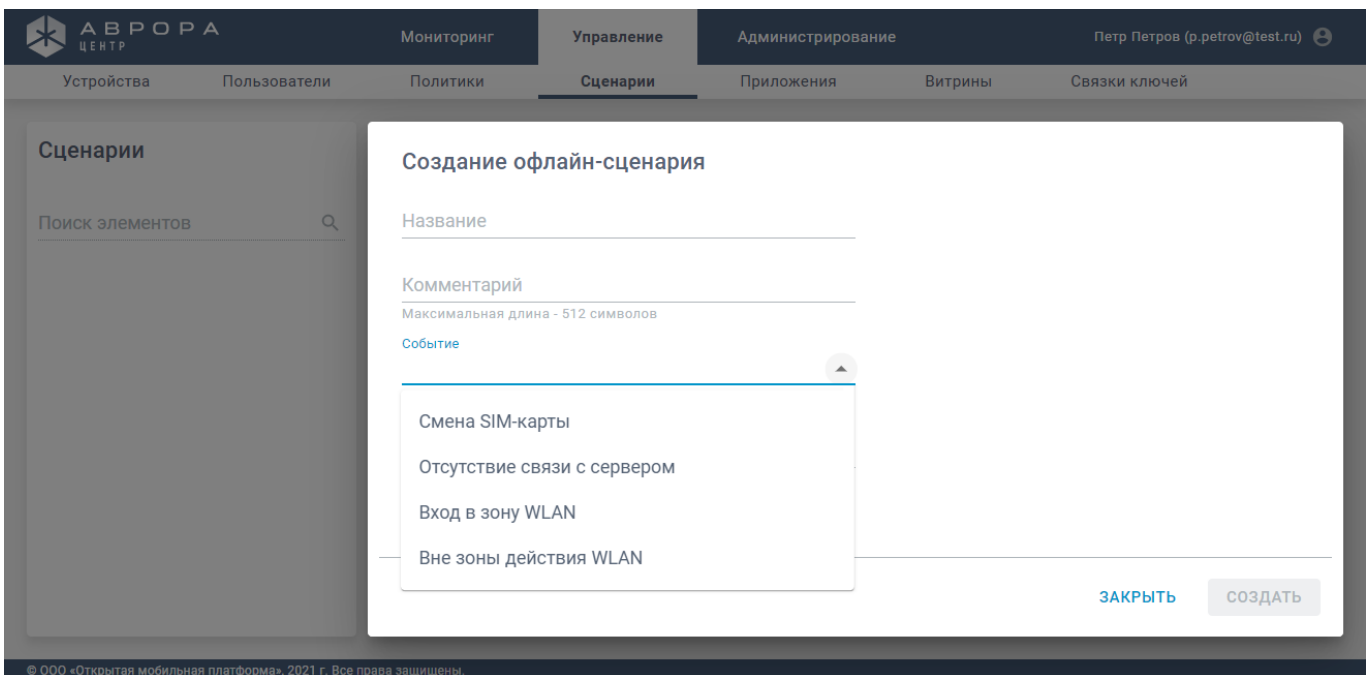 АВРОРА
ЦЕНТР
Мониторинг
Управление
Администрирование
Петр Петров (p.petrov@test.ru)
Устройства
Пользователи
Политики
Сценарии
Приложения
Витрины
Связки ключей
Сценарии
Поиск элементов
Создание офлайн-сценария
Название
Комментарий
Максимальная длина - 512 символов
Событие
Смена SIM-карты
Отсутствие связи с сервером
Вход в зону WLAN
Вне зоны действия WLAN
ЗАКРЫТЬ
СОЗДАТЬ
© ООО «Открытая мобильная платформа», 2021 г. Все права защищены.